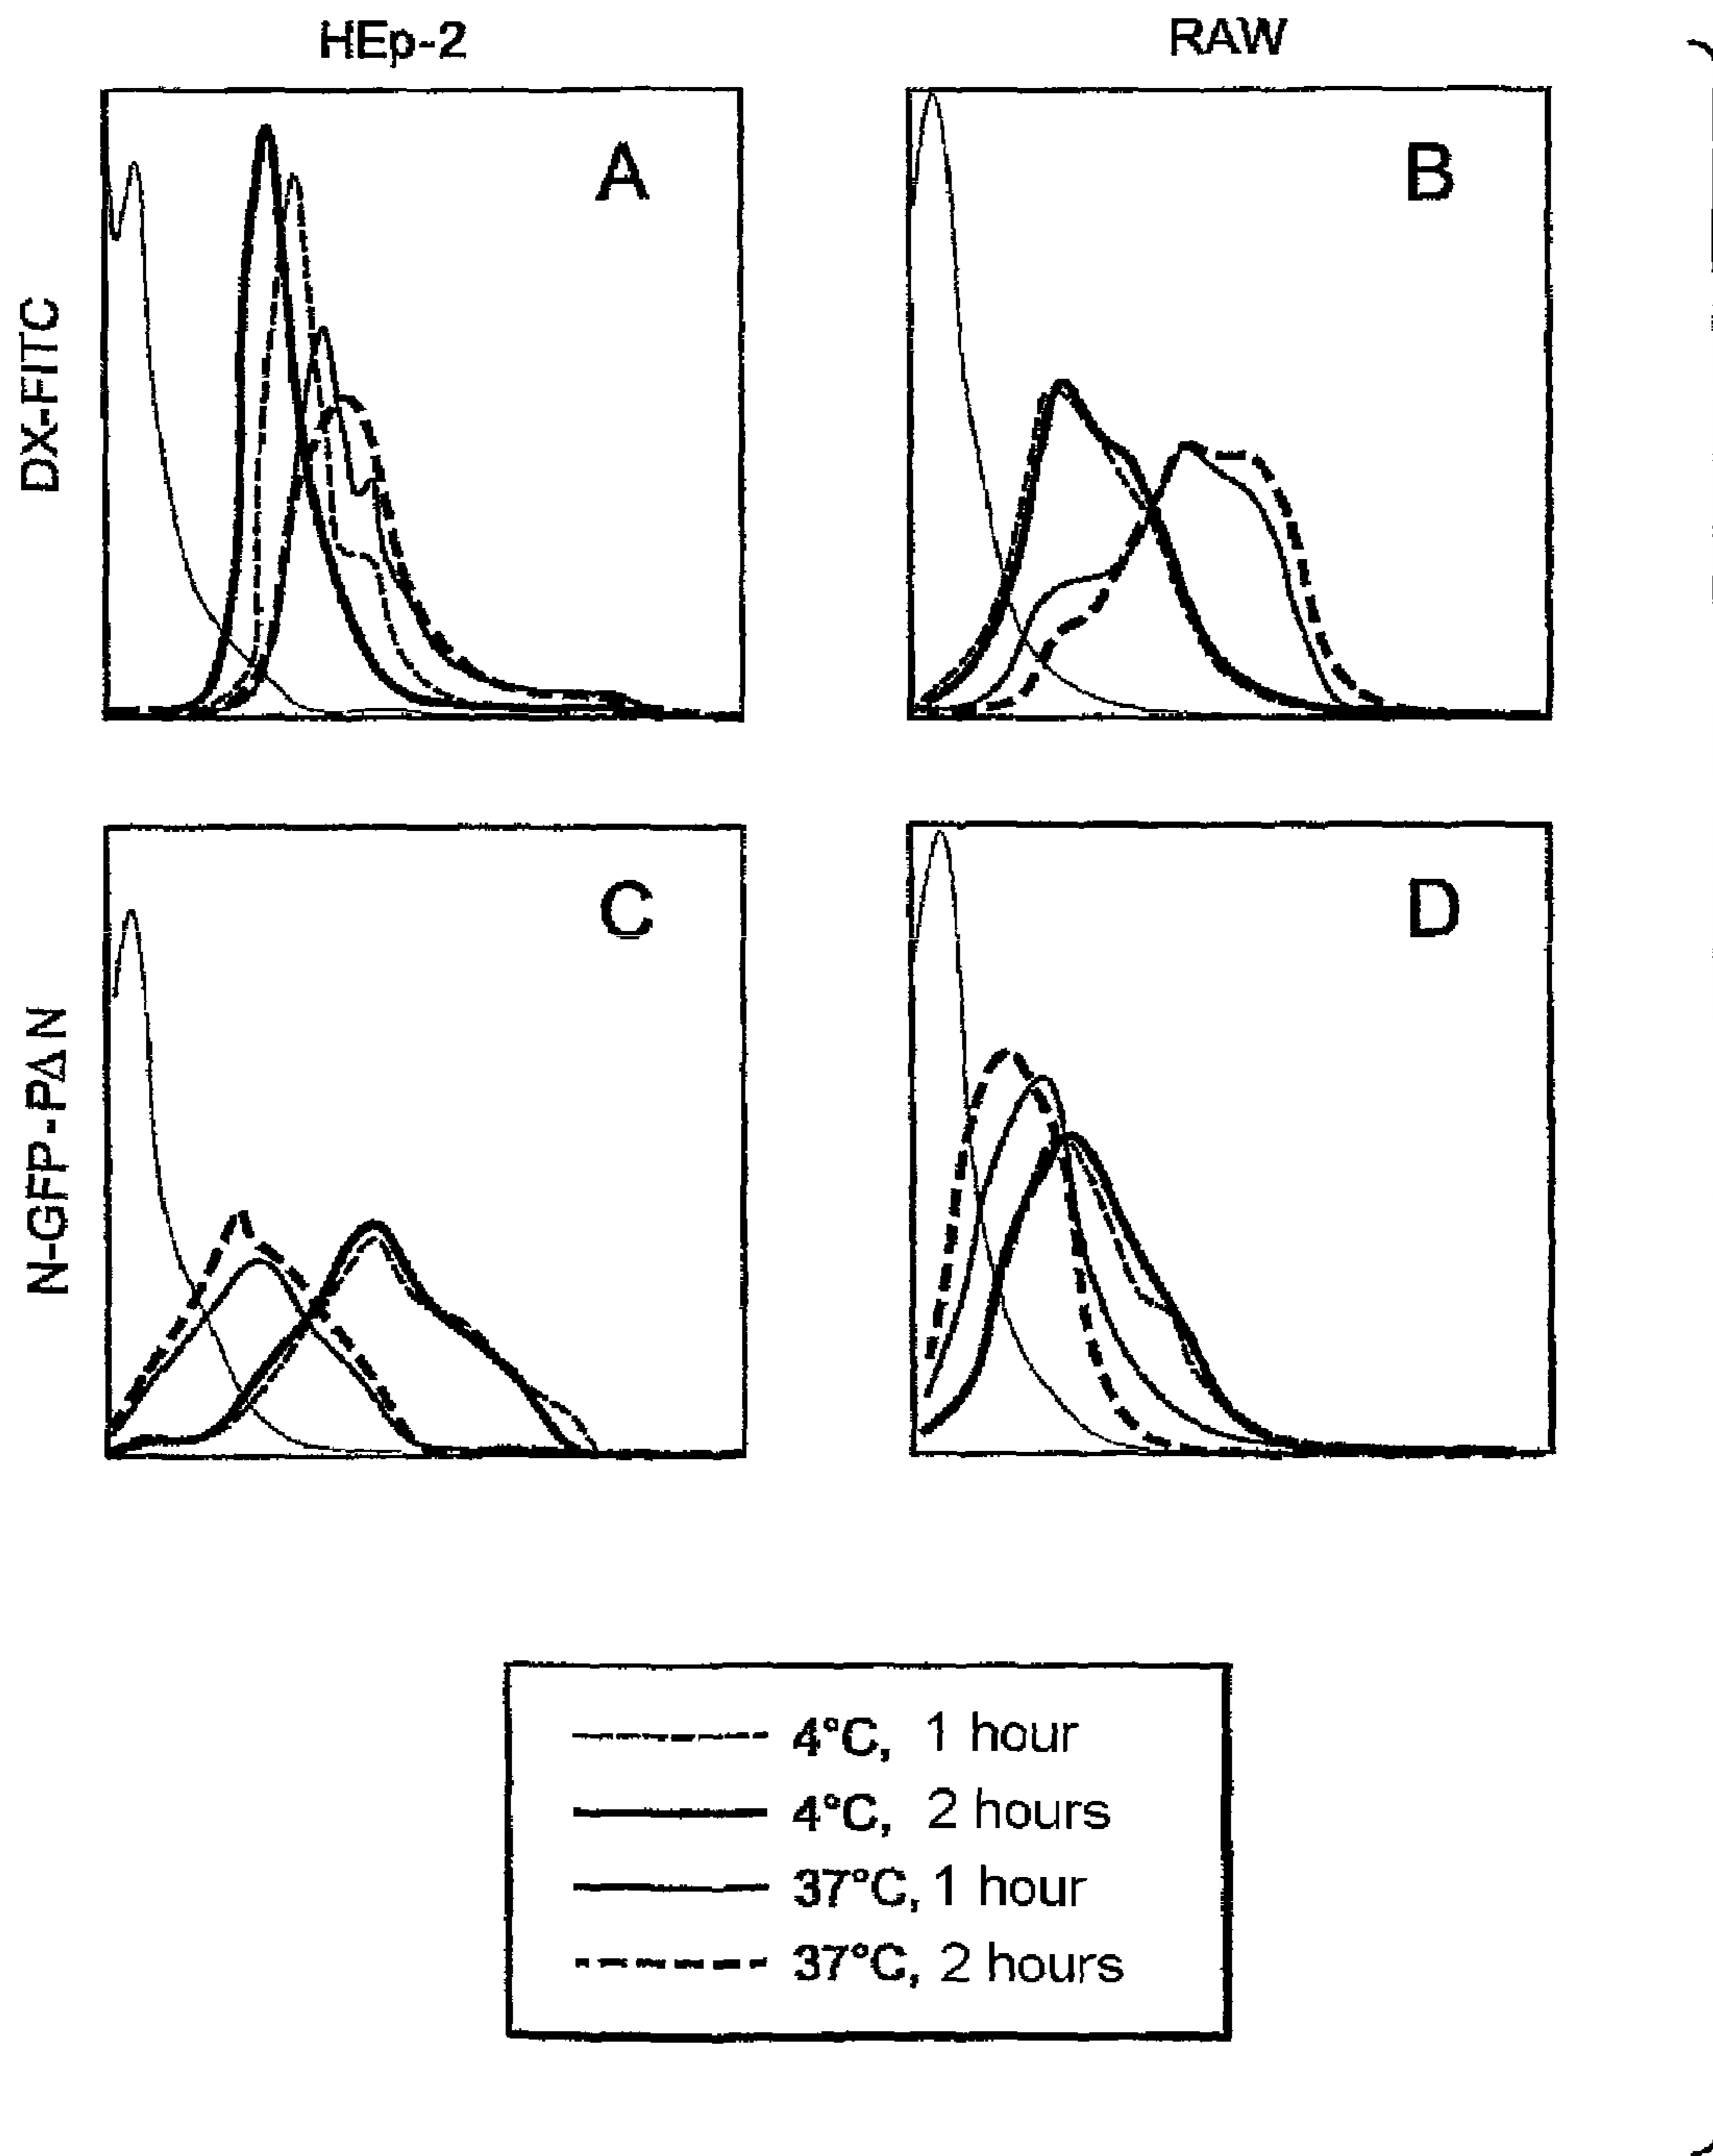 HEp-2
RAW
DX-FITC
A
B
N-GFP-PΔN
C
D
4°C, 1 hour
4°C, 2 hours
37°C, 1 hour
37°C, 2 hours